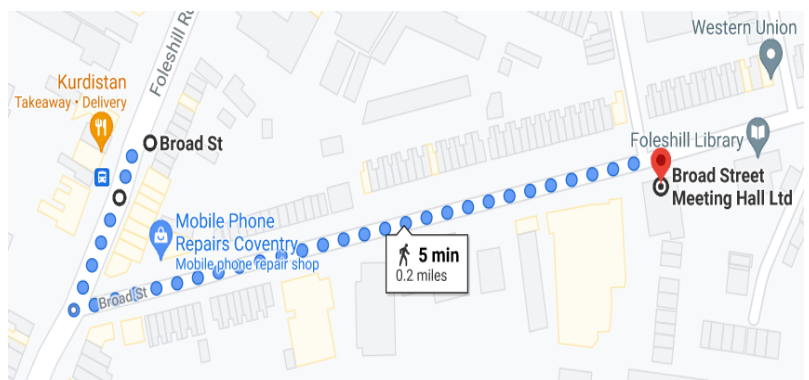 Western Union
Foleshill Ro
Kurdistan
Takeaway • Delivery
Broad St
Foleshill Library
Broad Street
Meeting Hall Ltd
Mobile Phone
Repairs Coventry
Mobile phone repair shop
5 min
0.2 miles
Broad St